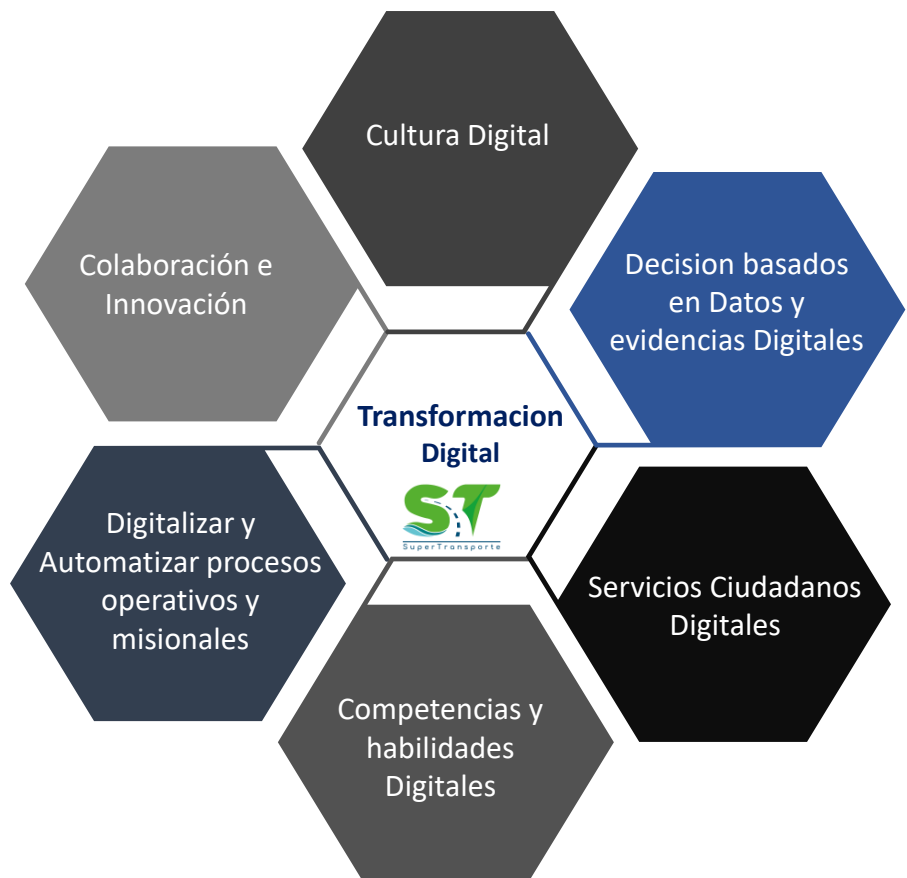 Cultura Digital
Decision basados
en Datos y
evidencias Digitales
Servicios Ciudadanos
Digitales
Competencias y
habilidades
Digitales
Digitalizar y
Automatizar procesos
operativos y
misionales
Colaboración e
Innovación
Transformacion
Digital
ST
SuperTransporte